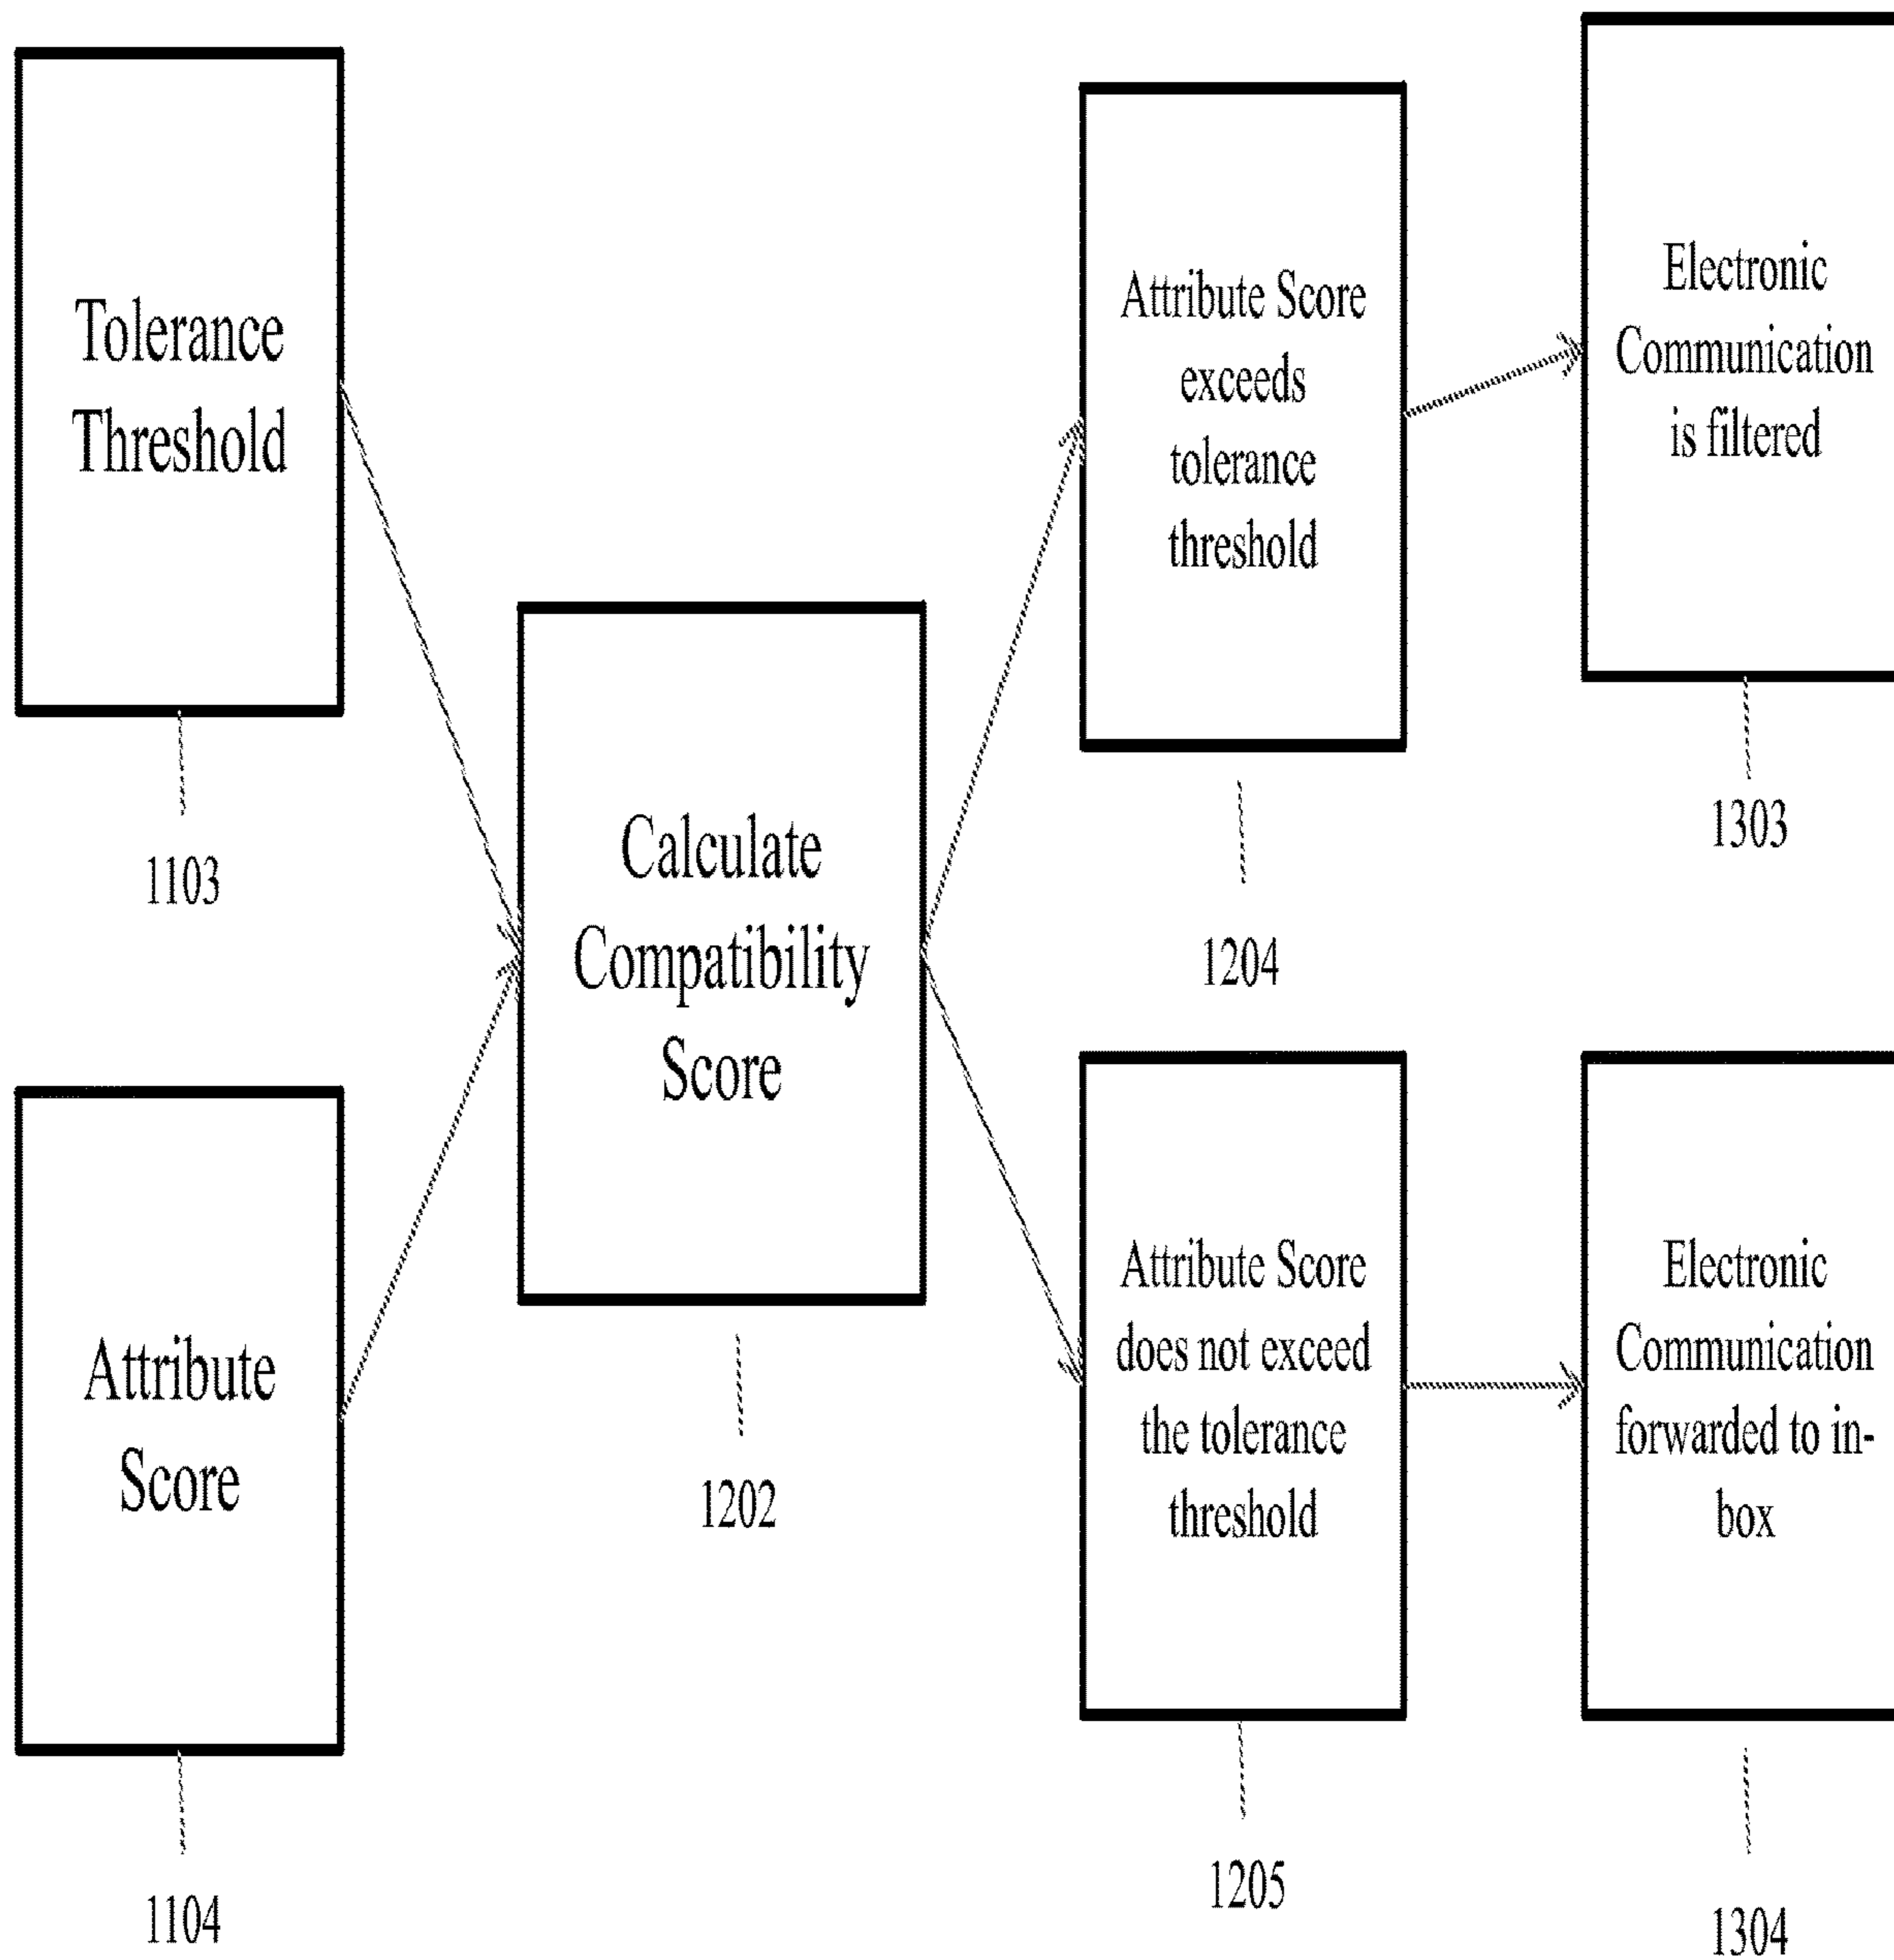 Tolerance
Threshold
1103
Attribute
Score
1104
Calculate
Compatibility
Score
1202
Attribute Score
exceeds
tolerance
threshold
1204
Attribute Score
does not exceed
the tolerance
threshold
1205
Electronic
Communication
is filtered
1303
Electronic
Communication
forwarded to in-
box
1304